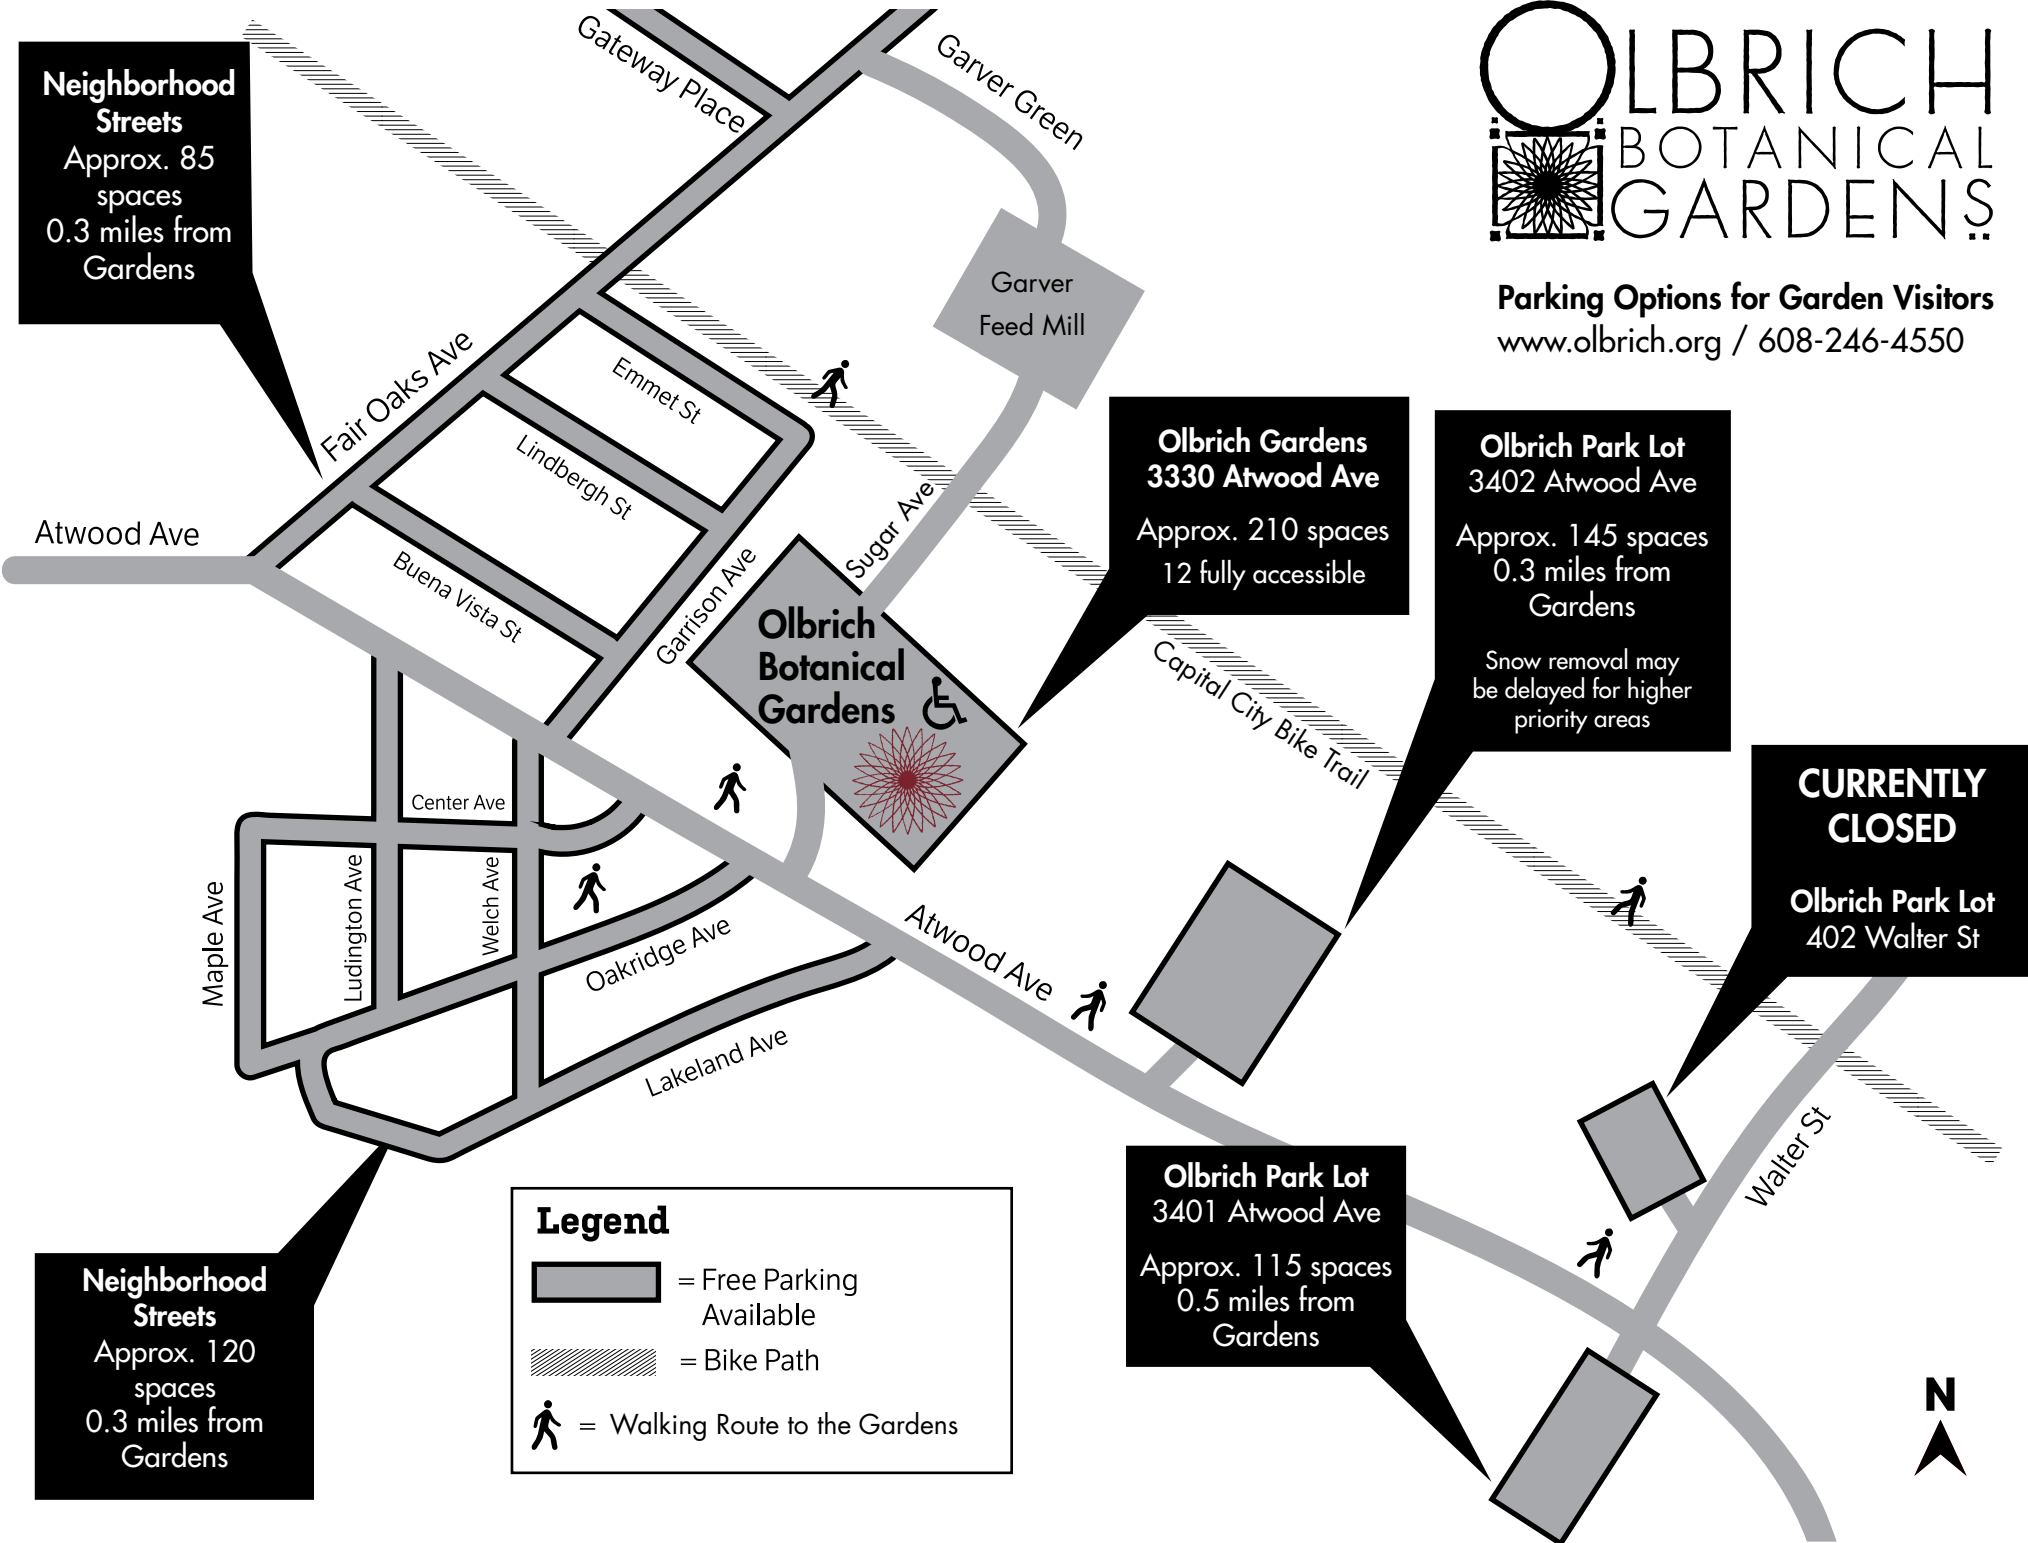 OLBRICH
BOTANICAL
GARDENS
Parking Options for Garden Visitors
www.olbrich.org / 608-246-4550
Neighborhood
Streets
Approx. 85
spaces
0.3 miles from
Gardens
Gateway Place
Garver Green
Garver
Feed Mill
Fair Oaks Ave
Emmet St
Lindbergh St
Buena Vista St
Garrison Ave
Sugar Ave
Atwood Ave
Olbrich
Botanical
Gardens
Olbrich Gardens
3330 Atwood Ave
Approx. 210 spaces
12 fully accessible
Olbrich Park Lot
3402 Atwood Ave
Approx. 145 spaces
0.3 miles from
Gardens
Snow removal may
be delayed for higher
priority areas
Capital City Bike Trail
CURRENTLY
CLOSED
Olbrich Park Lot
402 Walter St
Center Ave
Maple Ave
Ludington Ave
Welch Ave
Oakridge Ave
Lakeland Ave
Atwood Ave
Walter St
Olbrich Park Lot
3401 Atwood Ave
Approx. 115 spaces
0.5 miles from
Gardens
Neighborhood
Streets
Approx. 120
spaces
0.3 miles from
Gardens
Legend
= Free Parking
Available
= Bike Path
= Walking Route to the Gardens
N